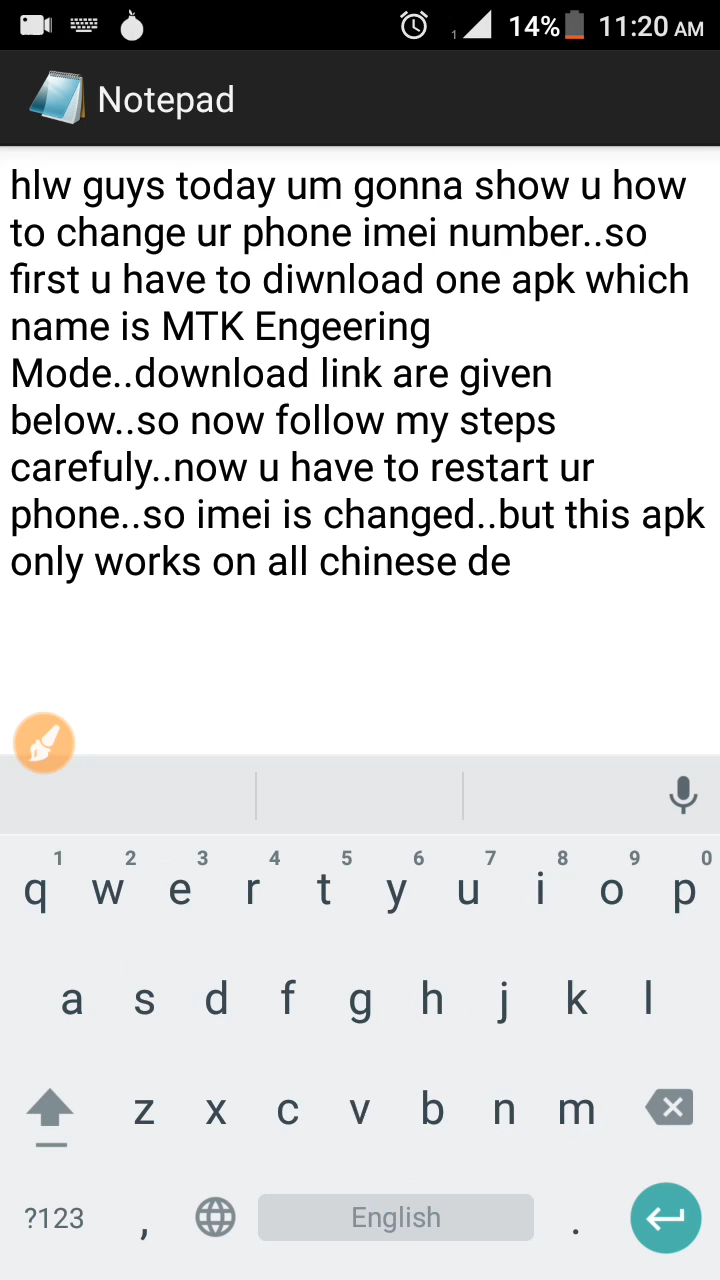 1 14% 11:20 AM
Notepad
hlw guys today um gonna show u how
to change ur phone imei number..so
first u have to diwnload one apk which
name is MTK Engeering
Mode..download link are given
below..so now follow my steps
carefuly..now u have to restart ur
phone..so imei is changed..but this apk
only works on all chinese de
1 2 3 4 5 6 7 8 9 0
q w e r t y u i o p
a s d f g h j k l
z x c v b n m
?123 , English .